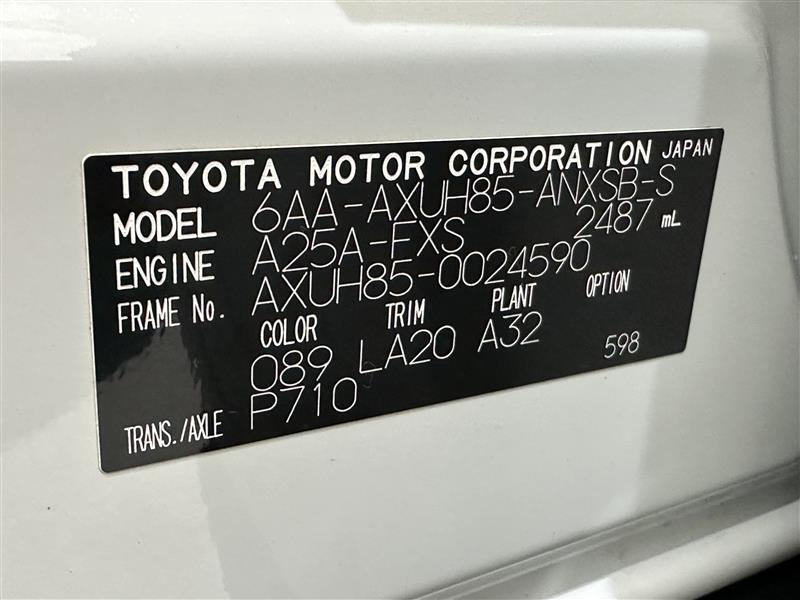 TOYOTA MOTOR CORPORATION JAPAN
MODEL 6AA-AXUH85-ANXSB-S
ENGINE A25A-FXS 2487 mL
FRAME No. AXUH85-0024590
COLOR TRIM PLANT OPTION
089 LA20 A32 598
TRANS./AXLE P710